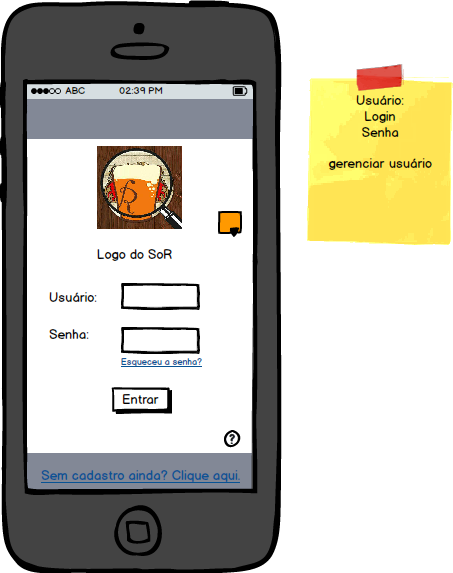 ABC 02:39 PM
Logo do SoR
Usuário:
Senha:
Esqueceu a senha?
Entrar
?
Sem cadastro ainda? Clique aqui.
Usuário:
Login
Senha
gerenciar usuário